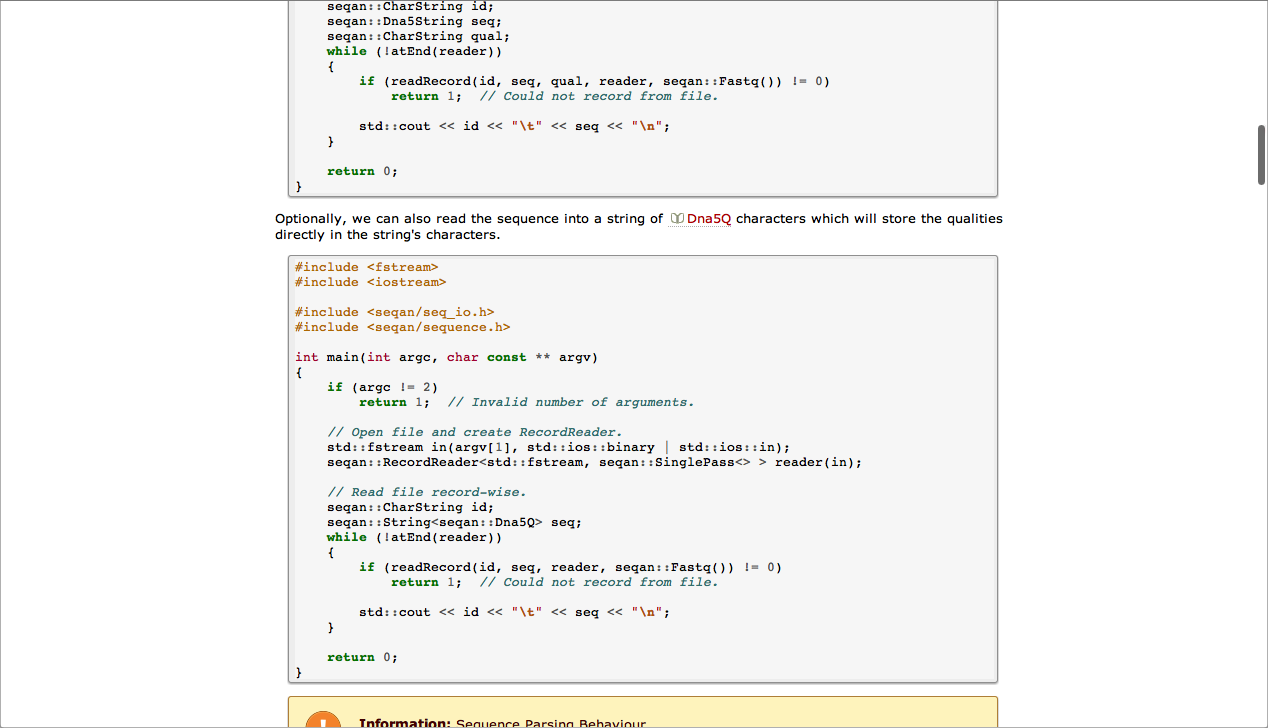 seqan::CharString id;
    seqan::Dna5String seq;
    seqan::CharString qual;
    while (!atEnd(reader))
    {
        if (readRecord(id, seq, qual, reader, seqan::Fastq()) != 0)
            return 1;  // Could not record from file.
        std::cout << id << "\t" << seq << "\n";
    }
    return 0;
}
Optionally, we can also read the sequence into a string of Dna5Q characters which will store the qualities
directly in the string's characters.
#include <fstream>
#include <iostream>
#include <seqan/seq_io.h>
#include <seqan/sequence.h>
int main(int argc, char const ** argv)
{
    if (argc != 2)
        return 1;  // Invalid number of arguments.
    // Open file and create RecordReader.
    std::fstream in(argv[1], std::ios::binary | std::ios::in);
    seqan::RecordReader<std::fstream, seqan::SinglePass<> > reader(in);
    // Read file record-wise.
    seqan::CharString id;
    seqan::String<seqan::Dna5Q> seq;
    while (!atEnd(reader))
    {
        if (readRecord(id, seq, reader, seqan::Fastq()) != 0)
            return 1;  // Could not record from file.
        std::cout << id << "\t" << seq << "\n";
    }
    return 0;
}
Information: Sequence Parsing Behaviour